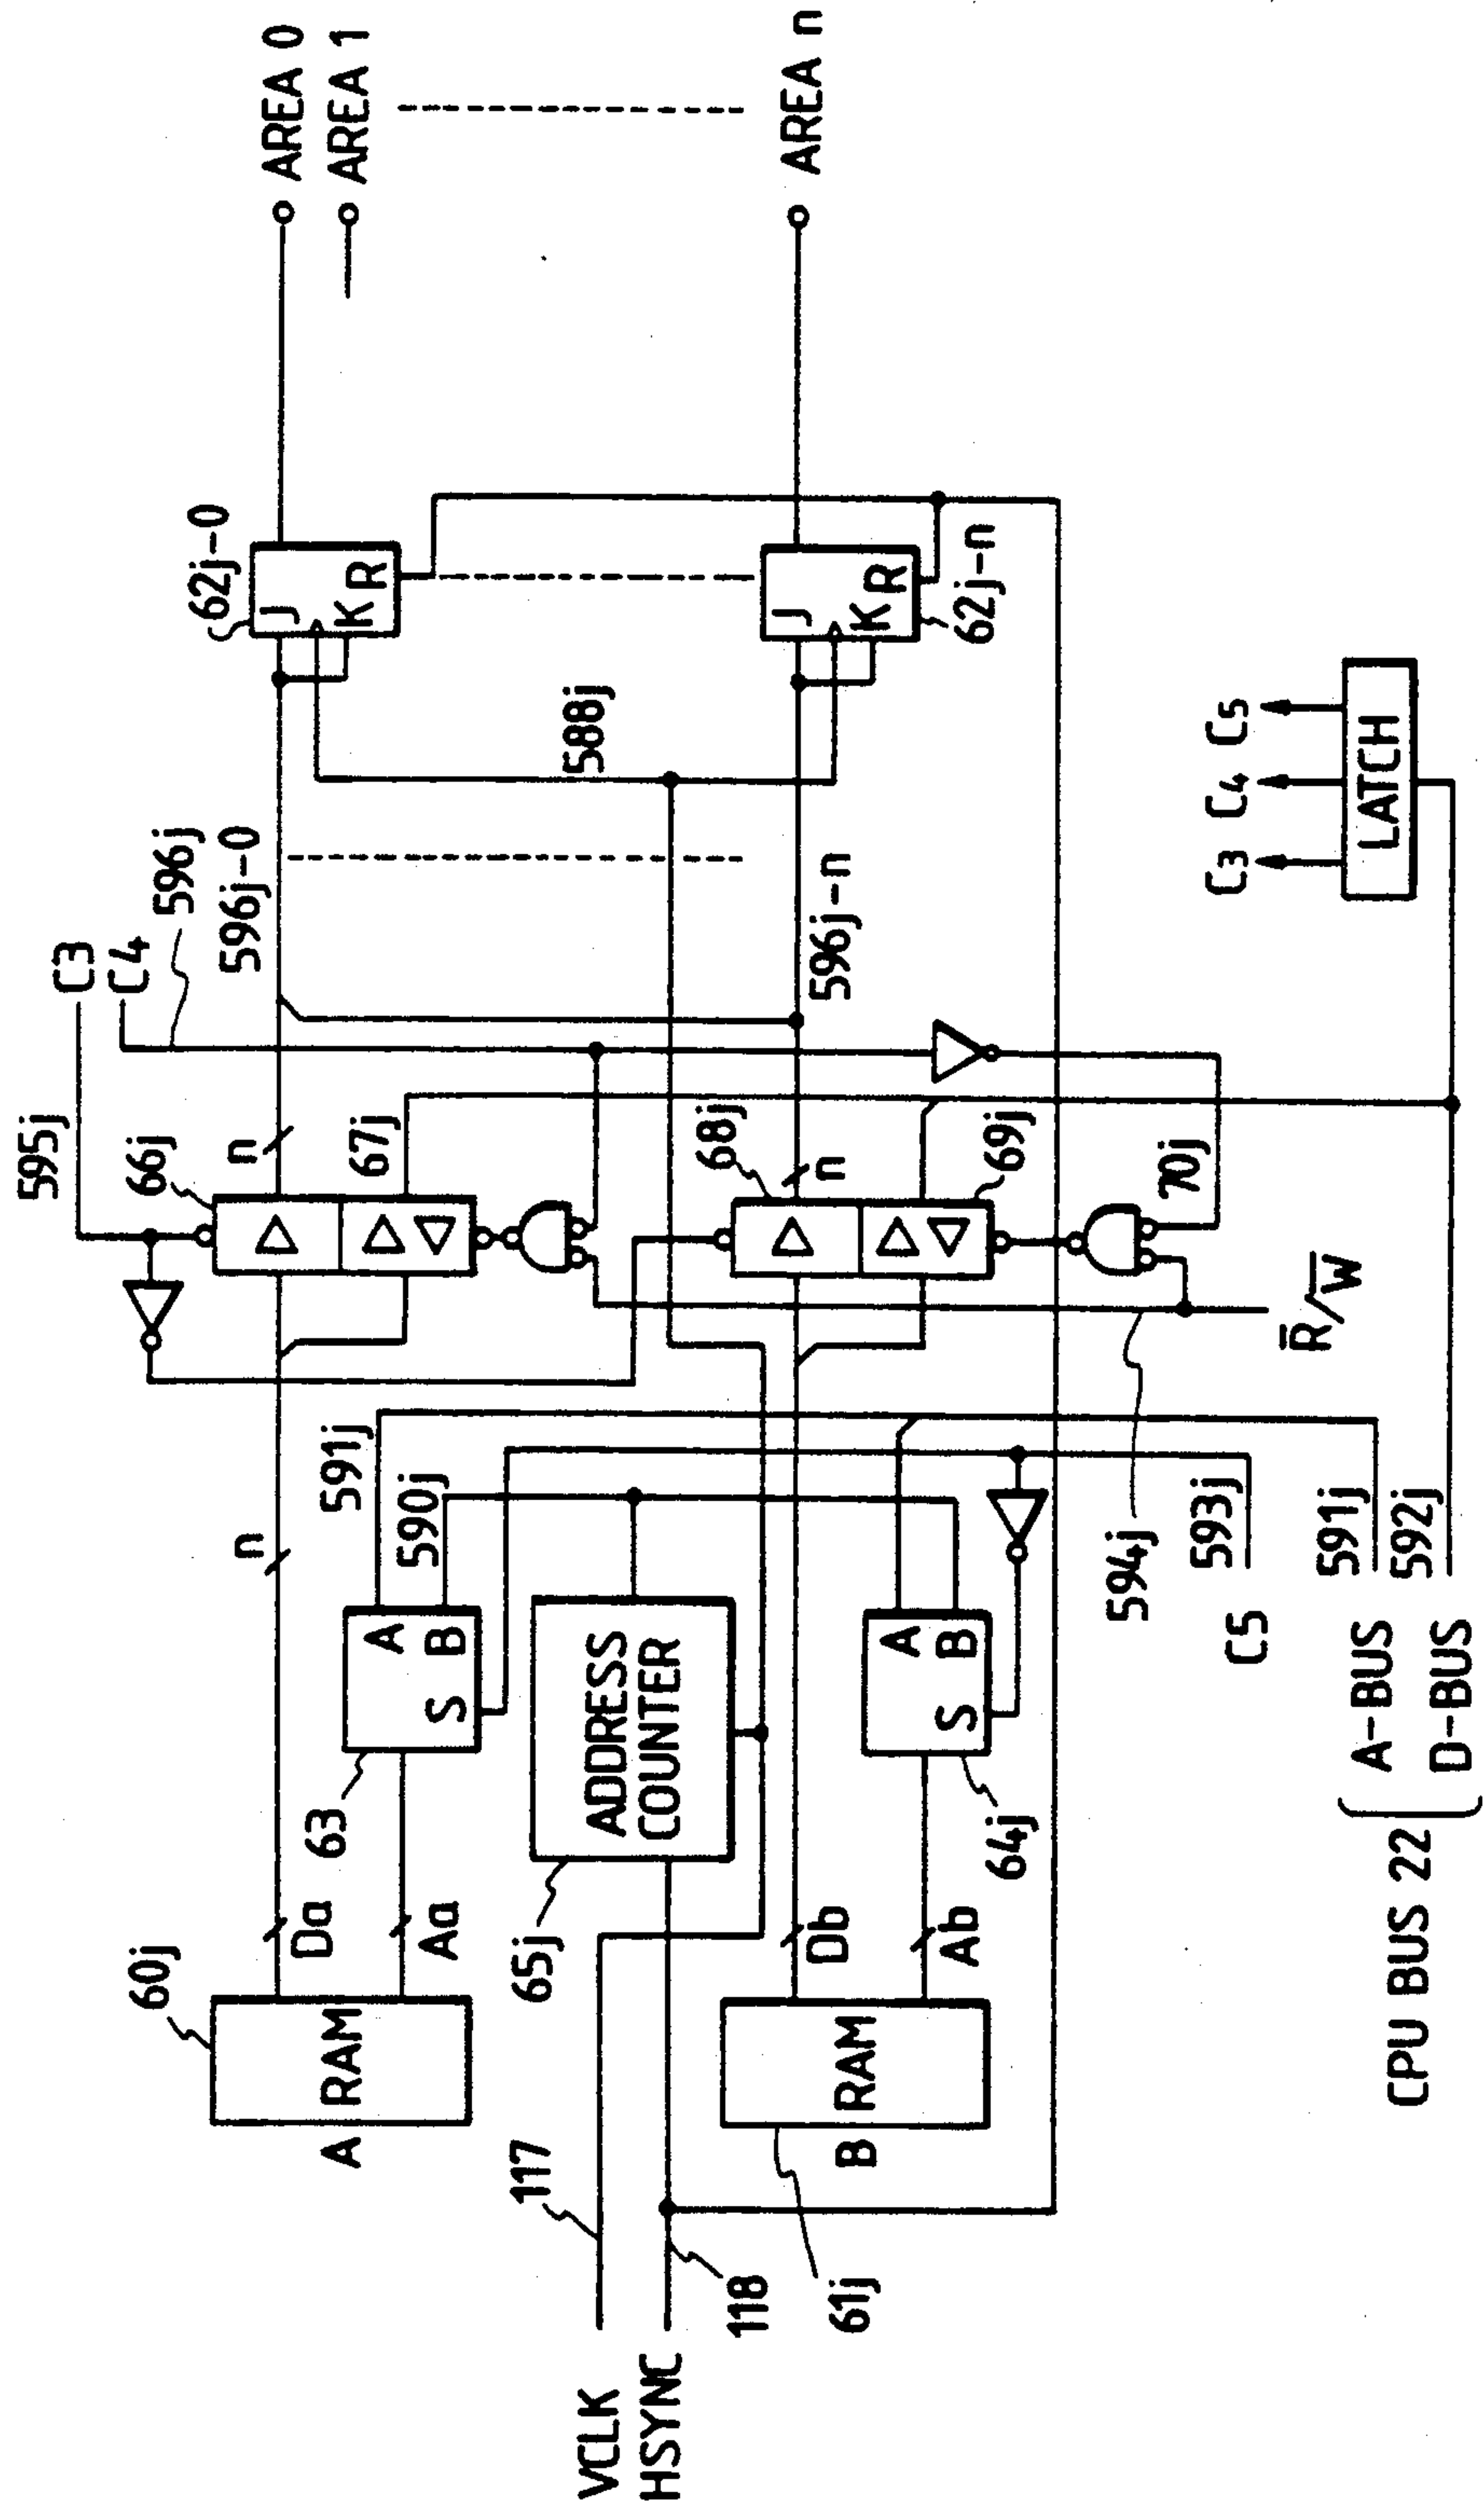 595j
C3
C4
596j
596j-0
62j-0
AREA 0
AREA 1
66j
n
67j
J
K R
n
591j
590j
588j
60j
Da
63
Aa
A
B
S
A RAM
68j
n
596j-n
J
K R
62j-n
AREA n
117
65j
ADDRESS
COUNTER
69j
VCLK
HSYNC
118
Db
Ab
A
B
S
64j
B RAM
61j
70j
594j
593j
C5
R̅/W̅
C3 C4 C5
LATCH
591j
592j
CPU BUS 22
A-BUS
D-BUS